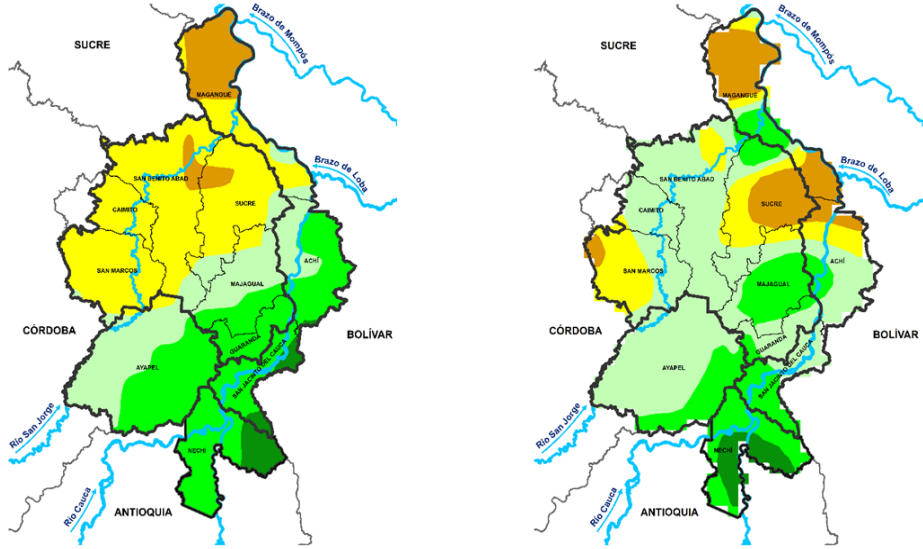 SUCRE
Brazo de Mompós
MAGANGUÉ
SAN BENITO ABAD
Brazo de Loba
CAIMITO
SUCRE
SAN MARCOS
ACHÍ
MAJAGUAL
CÓRDOBA
BOLÍVAR
GUARANDA
AYAPEL
SAN JACINTO DEL CAUCA
Río San Jorge
NECHÍ
Río Cauca
ANTIOQUIA
SUCRE
Brazo de Mompós
MAGANGUÉ
SAN BENITO ABAD
Brazo de Loba
CAIMITO
SUCRE
SAN MARCOS
ACHÍ
MAJAGUAL
CÓRDOBA
BOLÍVAR
GUARANDA
AYAPEL
SAN JACINTO DEL CAUCA
Río San Jorge
NECHÍ
Río Cauca
ANTIOQUIA